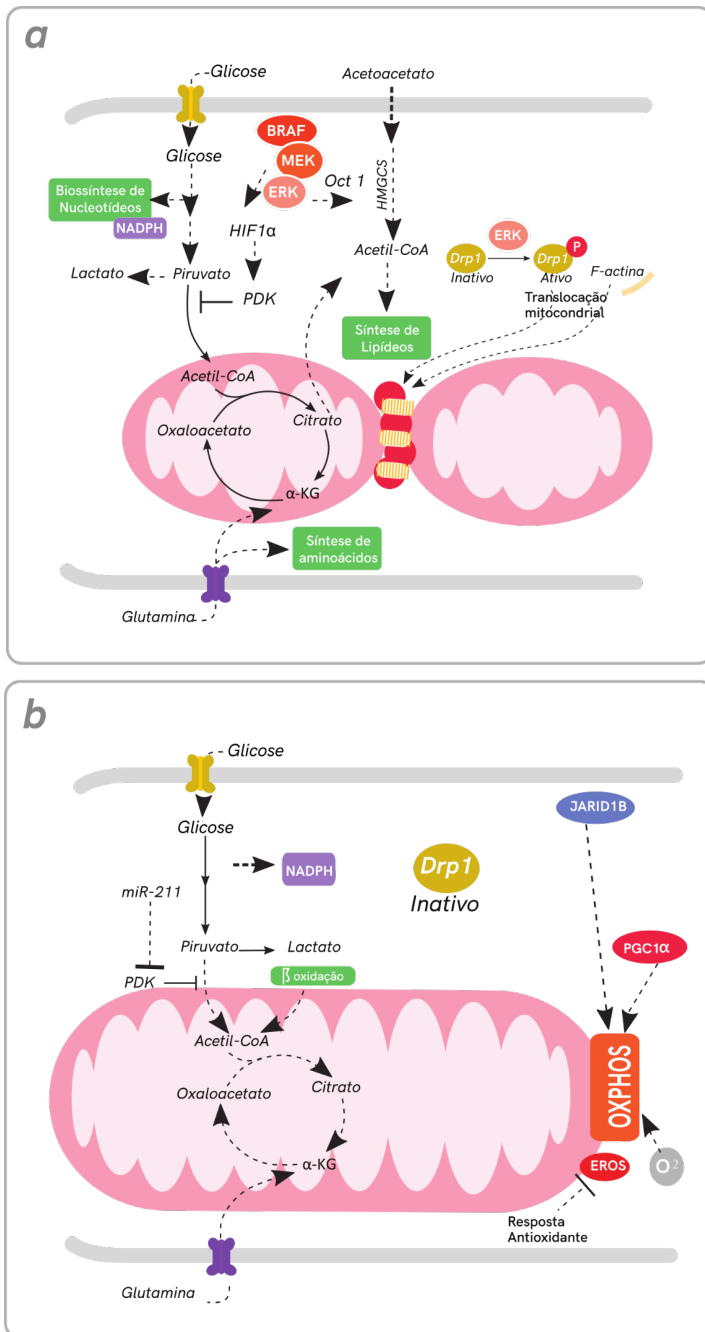 a
Glicose
Acetoacetato
BRAF
MEK
ERK
Glicose
Oct 1
HMGCS
Biossíntese de
Nucleotídeos
NADPH
HIF1α
Acetil-CoA
ERK
Drp1
Inativo
Drp1
P
Ativo
F-actina
Lactato
Piruvato
PDK
Translocação
mitocondrial
Síntese de
Lipídeos
Acetil-CoA
Oxaloacetato
Citrato
α-KG
Síntese de
aminoácidos
Glutamina
b
Glicose
Glicose
JARID1B
NADPH
Drp1
Inativo
miR-211
PGC1α
Piruvato
Lactato
PDK
β oxidação
Acetil-CoA
Oxaloacetato
Citrato
α-KG
OXPHOS
EROS
O2
Resposta
Antioxidante
Glutamina